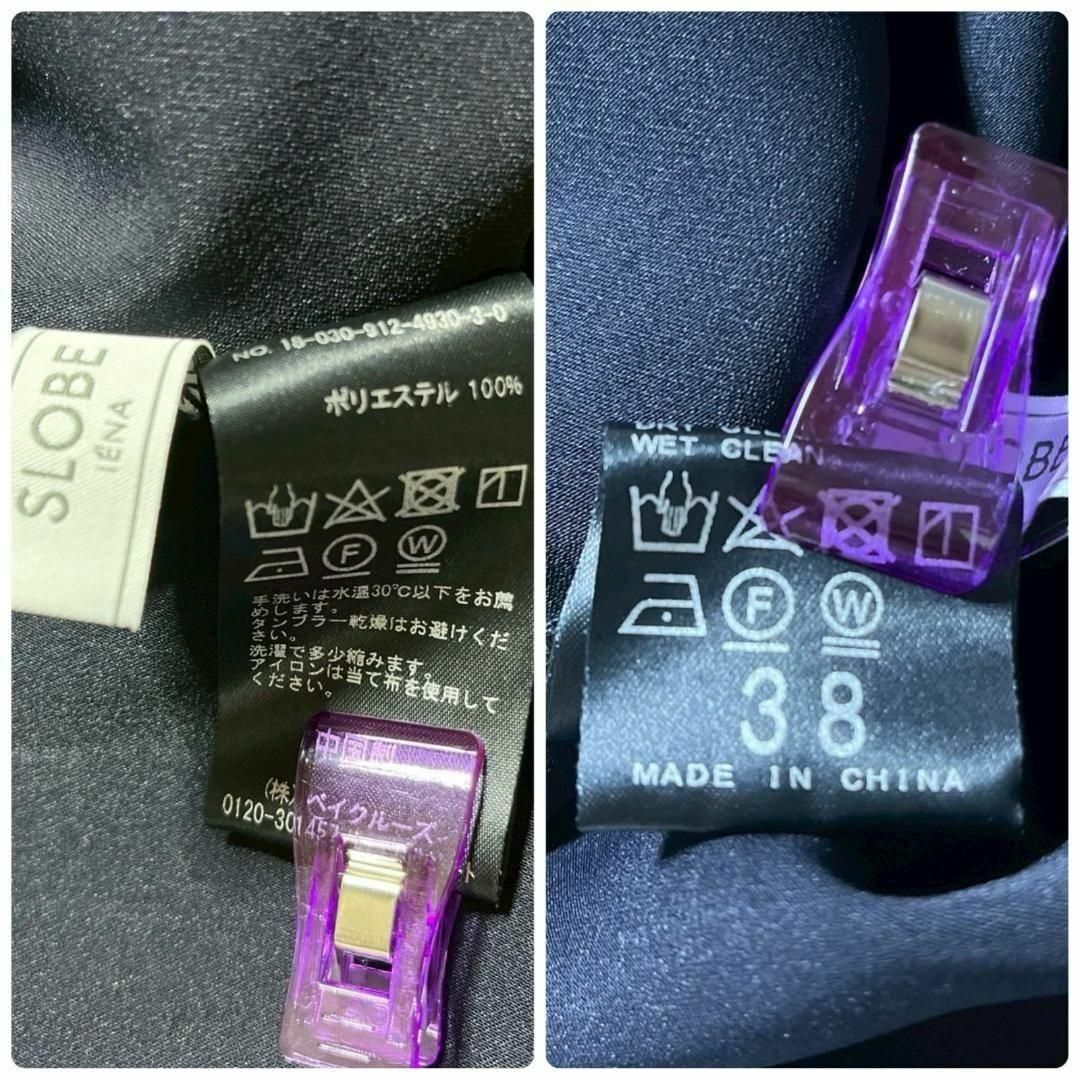 SLOBE
IÉNA
NO. 16-030-912-4930-3-0
ポリエステル 100%
F W
手洗いは水温30℃以下をお薦
めします。
タンブラー乾燥はお避けくだ
さい。
洗濯で多少縮みます。
アイロンは当て布を使用して
ください。
中国製
ベイクルーズ
WET CLEAN
F W
38
MADE IN CHINA